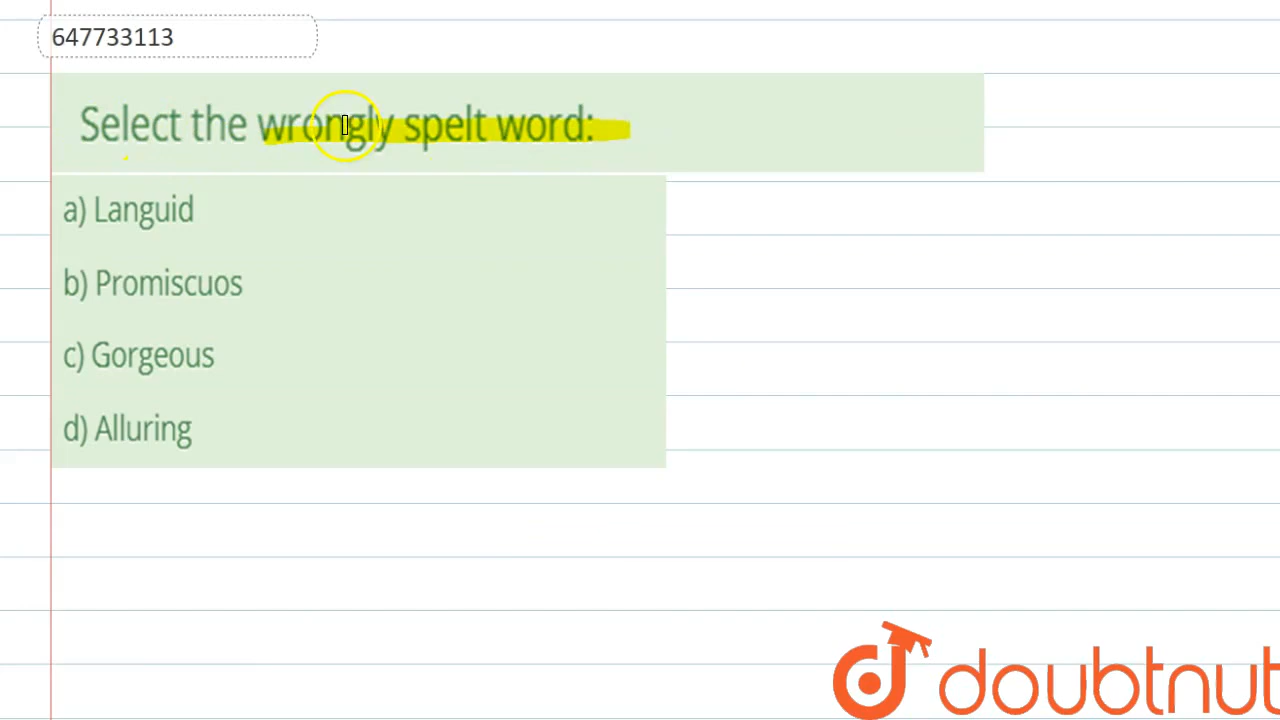 647733113
Select the wrongly spelt word:
a) Languid
b) Promiscuos
c) Gorgeous
d) Alluring
doubtnut